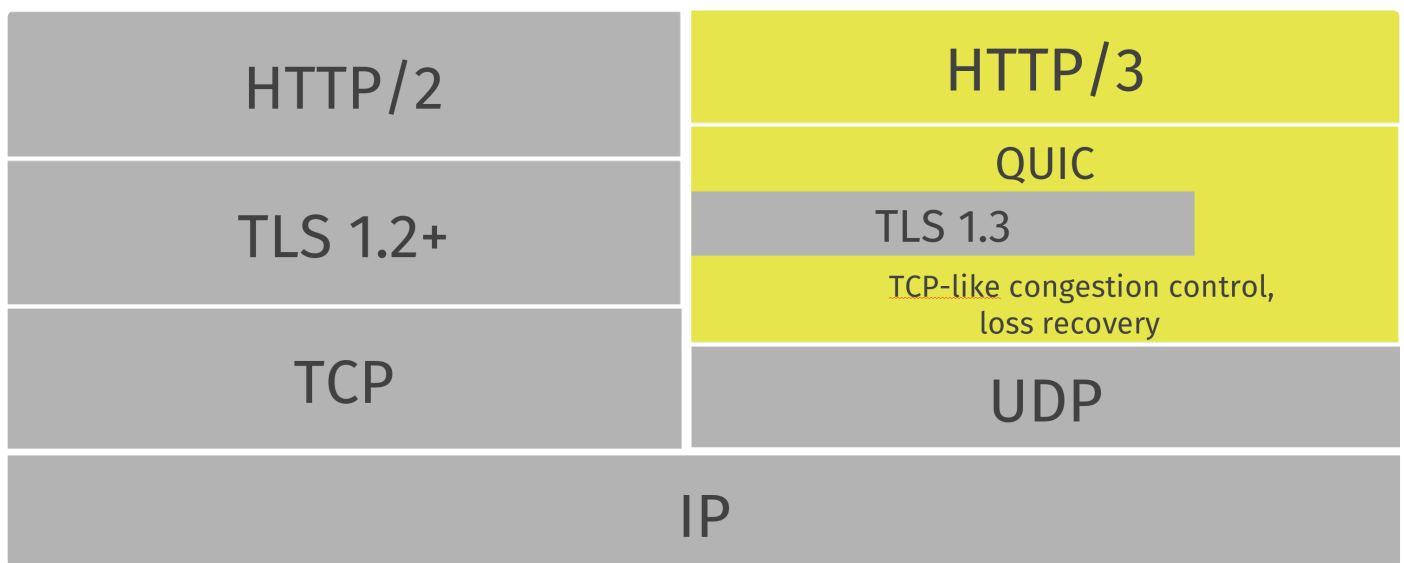 HTTP/2
TLS 1.2+
TCP
HTTP/3
QUIC
TLS 1.3
TCP-like congestion control,
loss recovery
UDP
IP